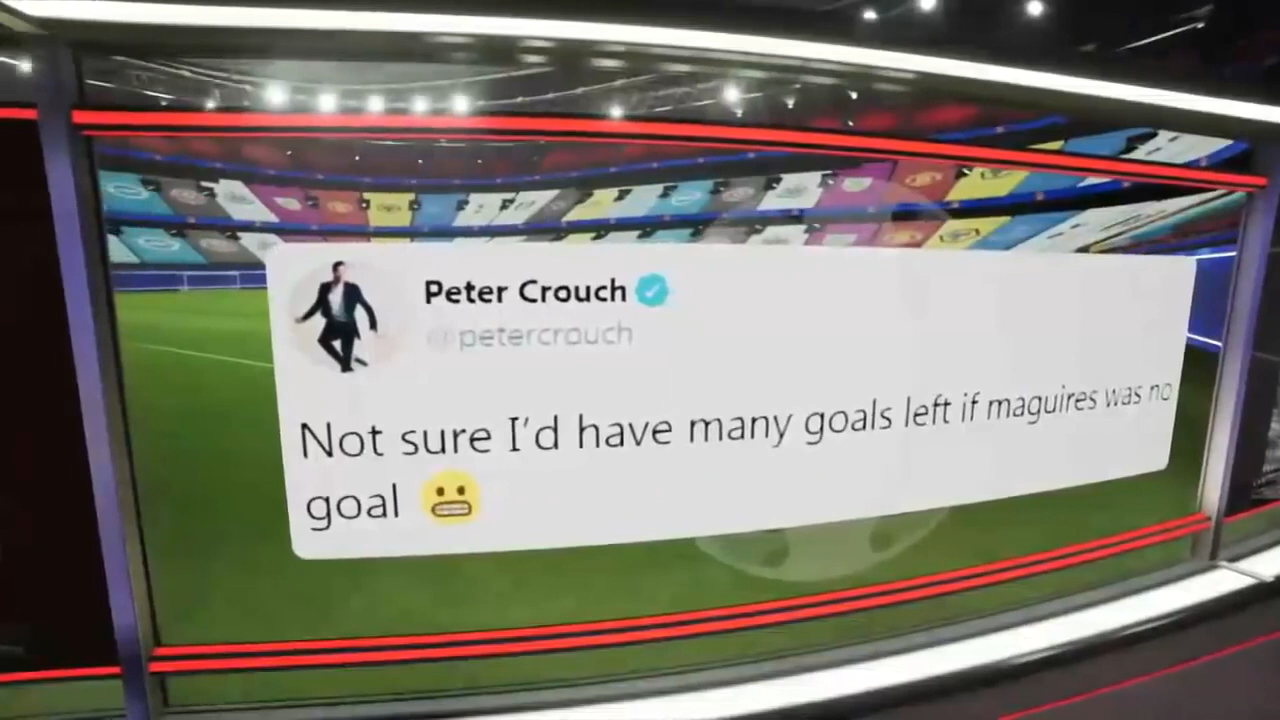 Peter Crouch
@petercrouch
Not sure I'd have many goals left if maguires was no
goal 😬